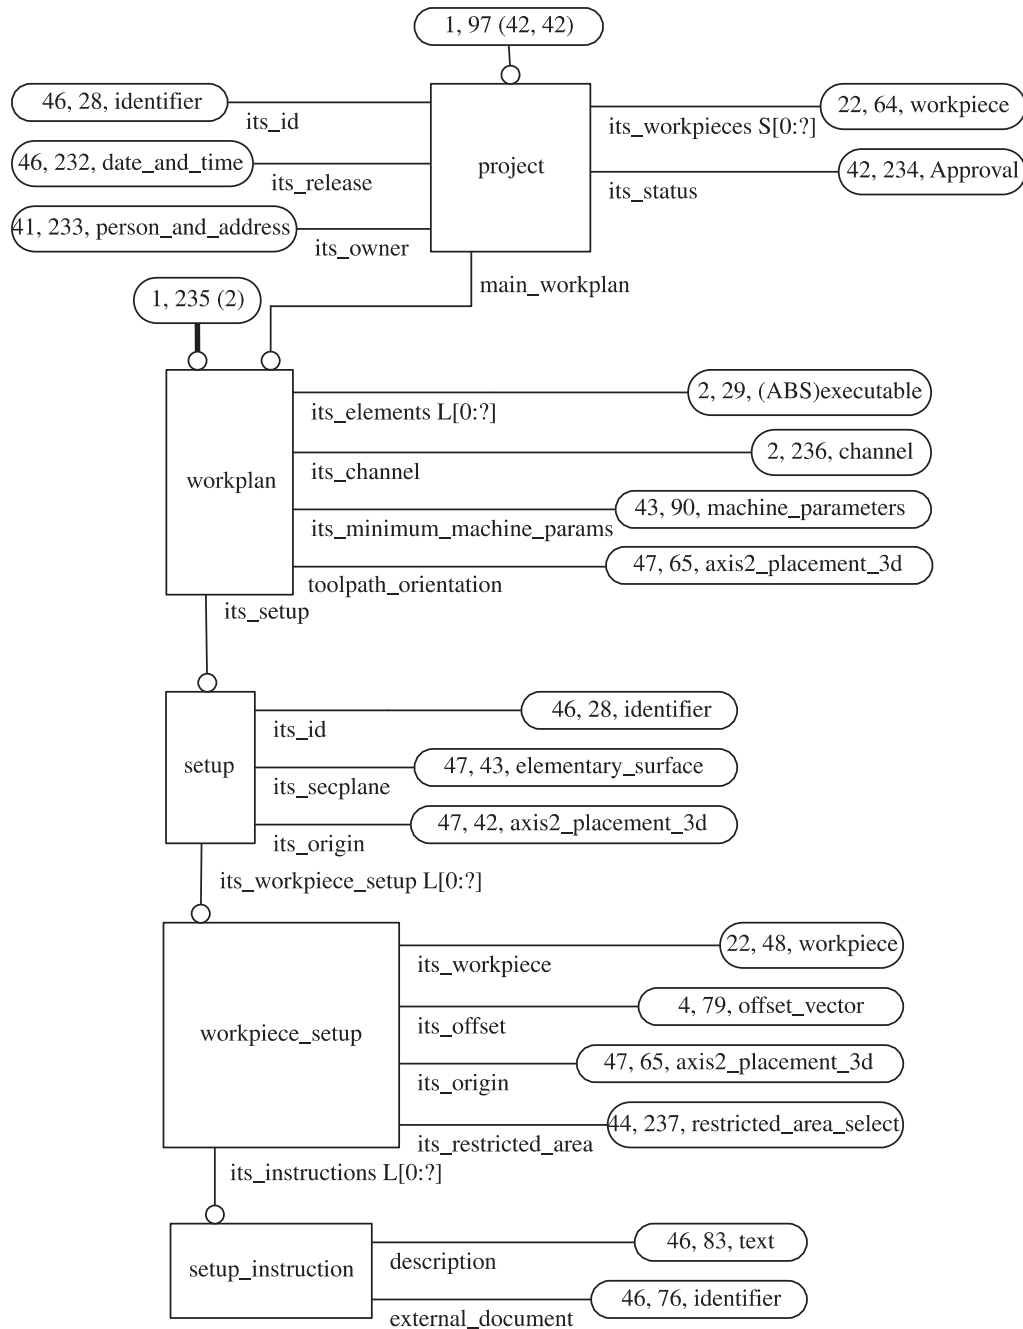 1, 97 (42, 42)
46, 28, identifier
its_id
22, 64, workpiece
its_workpieces S[0:?]
46, 232, date_and_time
its_release
project
42, 234, Approval
its_status
41, 233, person_and_address
its_owner
main_workplan
1, 235 (2)
2, 29, (ABS)executable
its_elements L[0:?]
2, 236, channel
its_channel
workplan
43, 90, machine_parameters
its_minimum_machine_params
47, 65, axis2_placement_3d
toolpath_orientation
its_setup
46, 28, identifier
its_id
setup
47, 43, elementary_surface
its_secplane
47, 42, axis2_placement_3d
its_origin
its_workpiece_setup L[0:?]
22, 48, workpiece
its_workpiece
4, 79, offset_vector
its_offset
workpiece_setup
47, 65, axis2_placement_3d
its_origin
44, 237, restricted_area_select
its_restricted_area
its_instructions L[0:?]
46, 83, text
description
setup_instruction
46, 76, identifier
external_document